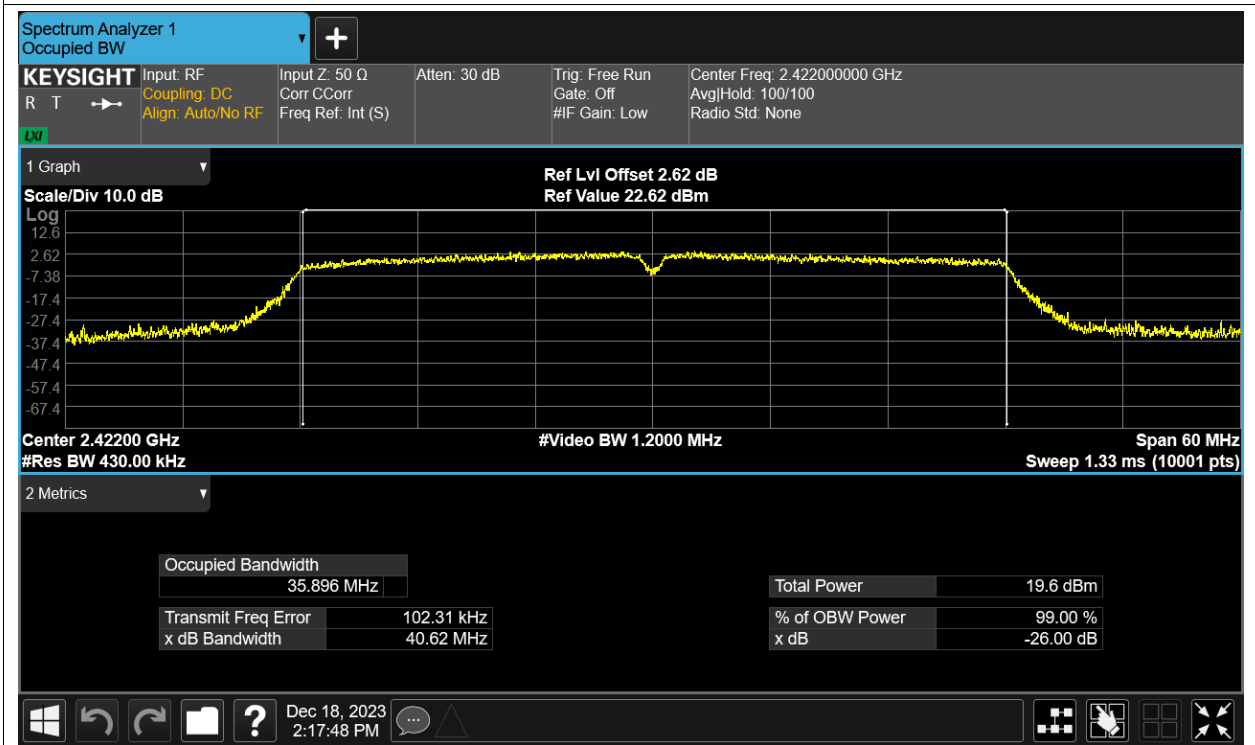 Spectrum Analyzer 1
Occupied BW
KEYSIGHT
R T
LXI
Input: RF
Coupling: DC
Align: Auto/No RF
Input Z: 50 Ω
Corr CCorr
Freq Ref: Int (S)
Atten: 30 dB
Trig: Free Run
Gate: Off
#IF Gain: Low
Center Freq: 2.422000000 GHz
Avg|Hold: 100/100
Radio Std: None
1 Graph
Scale/Div 10.0 dB
Ref Lvl Offset 2.62 dB
Ref Value 22.62 dBm
Log
12.6
2.62
-7.38
-17.4
-27.4
-37.4
-47.4
-57.4
-67.4
Center 2.42200 GHz
#Video BW 1.2000 MHz
Span 60 MHz
#Res BW 430.00 kHz
Sweep 1.33 ms (10001 pts)
2 Metrics
Occupied Bandwidth
35.896 MHz
Total Power 19.6 dBm
Transmit Freq Error 102.31 kHz
% of OBW Power 99.00 %
x dB Bandwidth 40.62 MHz
x dB -26.00 dB
?
Dec 18, 2023
2:17:48 PM